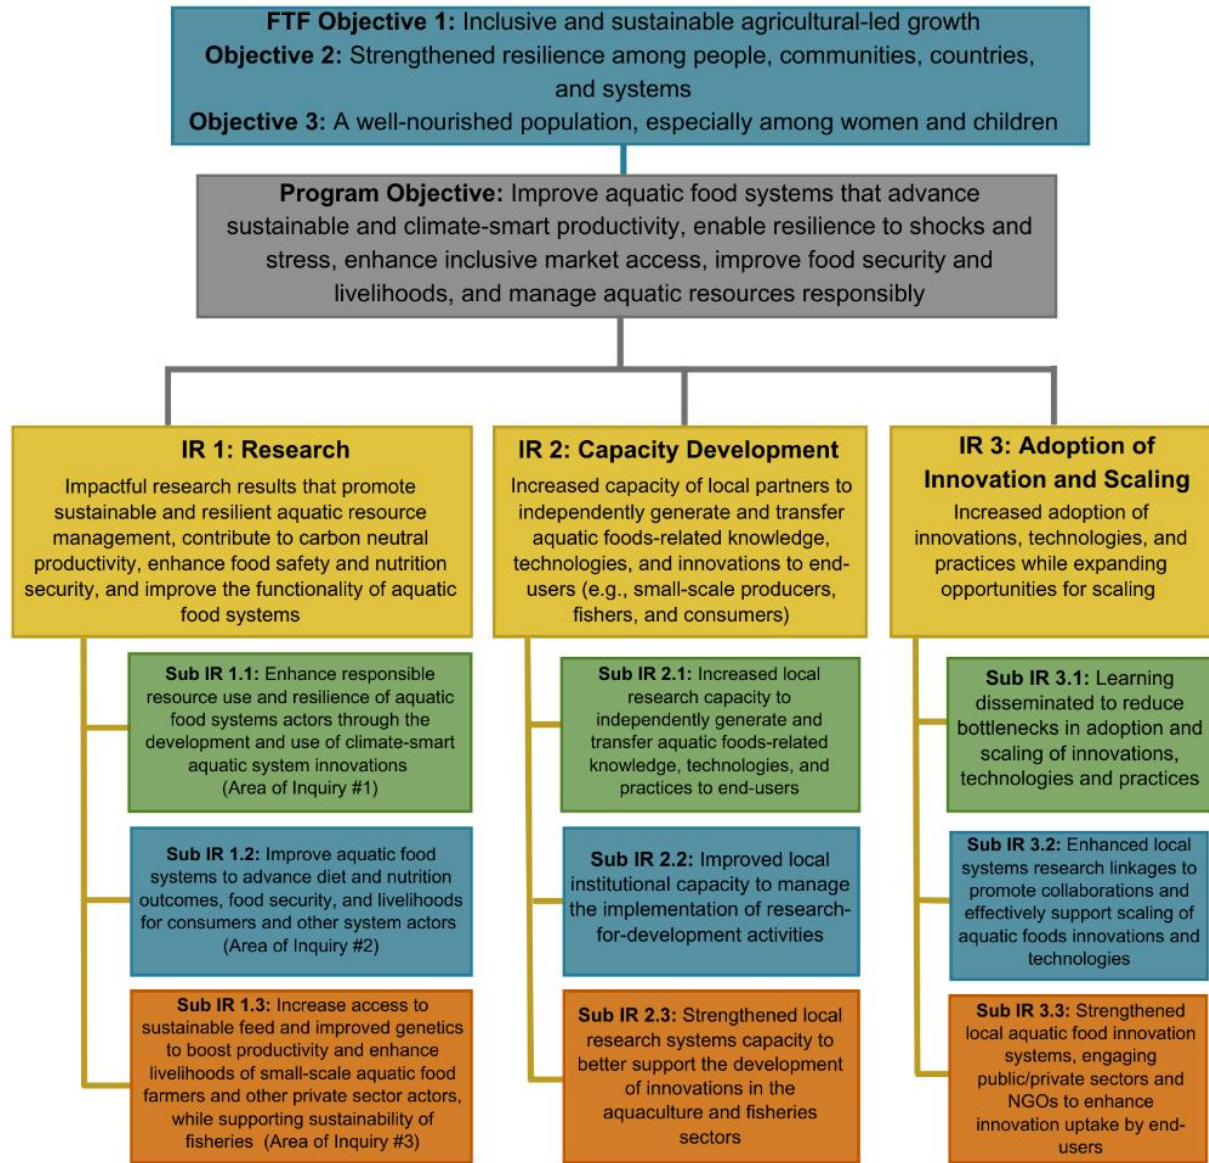 FTF Objective 1: Inclusive and sustainable agricultural-led growth
Objective 2: Strengthened resilience among people, communities, countries,
and systems
Objective 3: A well-nourished population, especially among women and children
Program Objective: Improve aquatic food systems that advance
sustainable and climate-smart productivity, enable resilience to shocks and
stress, enhance inclusive market access, improve food security and
livelihoods, and manage aquatic resources responsibly
IR 1: Research
Impactful research results that promote
sustainable and resilient aquatic resource
management, contribute to carbon neutral
productivity, enhance food safety and nutrition
security, and improve the functionality of aquatic
food systems
Sub IR 1.1: Enhance responsible
resource use and resilience of aquatic
food systems actors through the
development and use of climate-smart
aquatic system innovations
(Area of Inquiry #1)
Sub IR 1.2: Improve aquatic food
systems to advance diet and nutrition
outcomes, food security, and livelihoods
for consumers and other system actors
(Area of Inquiry #2)
Sub IR 1.3: Increase access to
sustainable feed and improved genetics
to boost productivity and enhance
livelihoods of small-scale aquatic food
farmers and other private sector actors,
while supporting sustainability of
fisheries (Area of Inquiry #3)
IR 2: Capacity Development
Increased capacity of local partners to
independently generate and transfer
aquatic foods-related knowledge,
technologies, and innovations to end-
users (e.g., small-scale producers,
fishers, and consumers)
Sub IR 2.1: Increased local
research capacity to
independently generate and
transfer aquatic foods-related
knowledge, technologies, and
practices to end-users
Sub IR 2.2: Improved local
institutional capacity to manage
the implementation of research-
for-development activities
Sub IR 2.3: Strengthened local
research systems capacity to
better support the development
of innovations in the
aquaculture and fisheries
sectors
IR 3: Adoption of
Innovation and Scaling
Increased adoption of
innovations, technologies, and
practices while expanding
opportunities for scaling
Sub IR 3.1: Learning
disseminated to reduce
bottlenecks in adoption and
scaling of innovations,
technologies and practices
Sub IR 3.2: Enhanced local
systems research linkages to
promote collaborations and
effectively support scaling of
aquatic foods innovations and
technologies
Sub IR 3.3: Strengthened
local aquatic food innovation
systems, engaging
public/private sectors and
NGOs to enhance
innovation uptake by end-
users